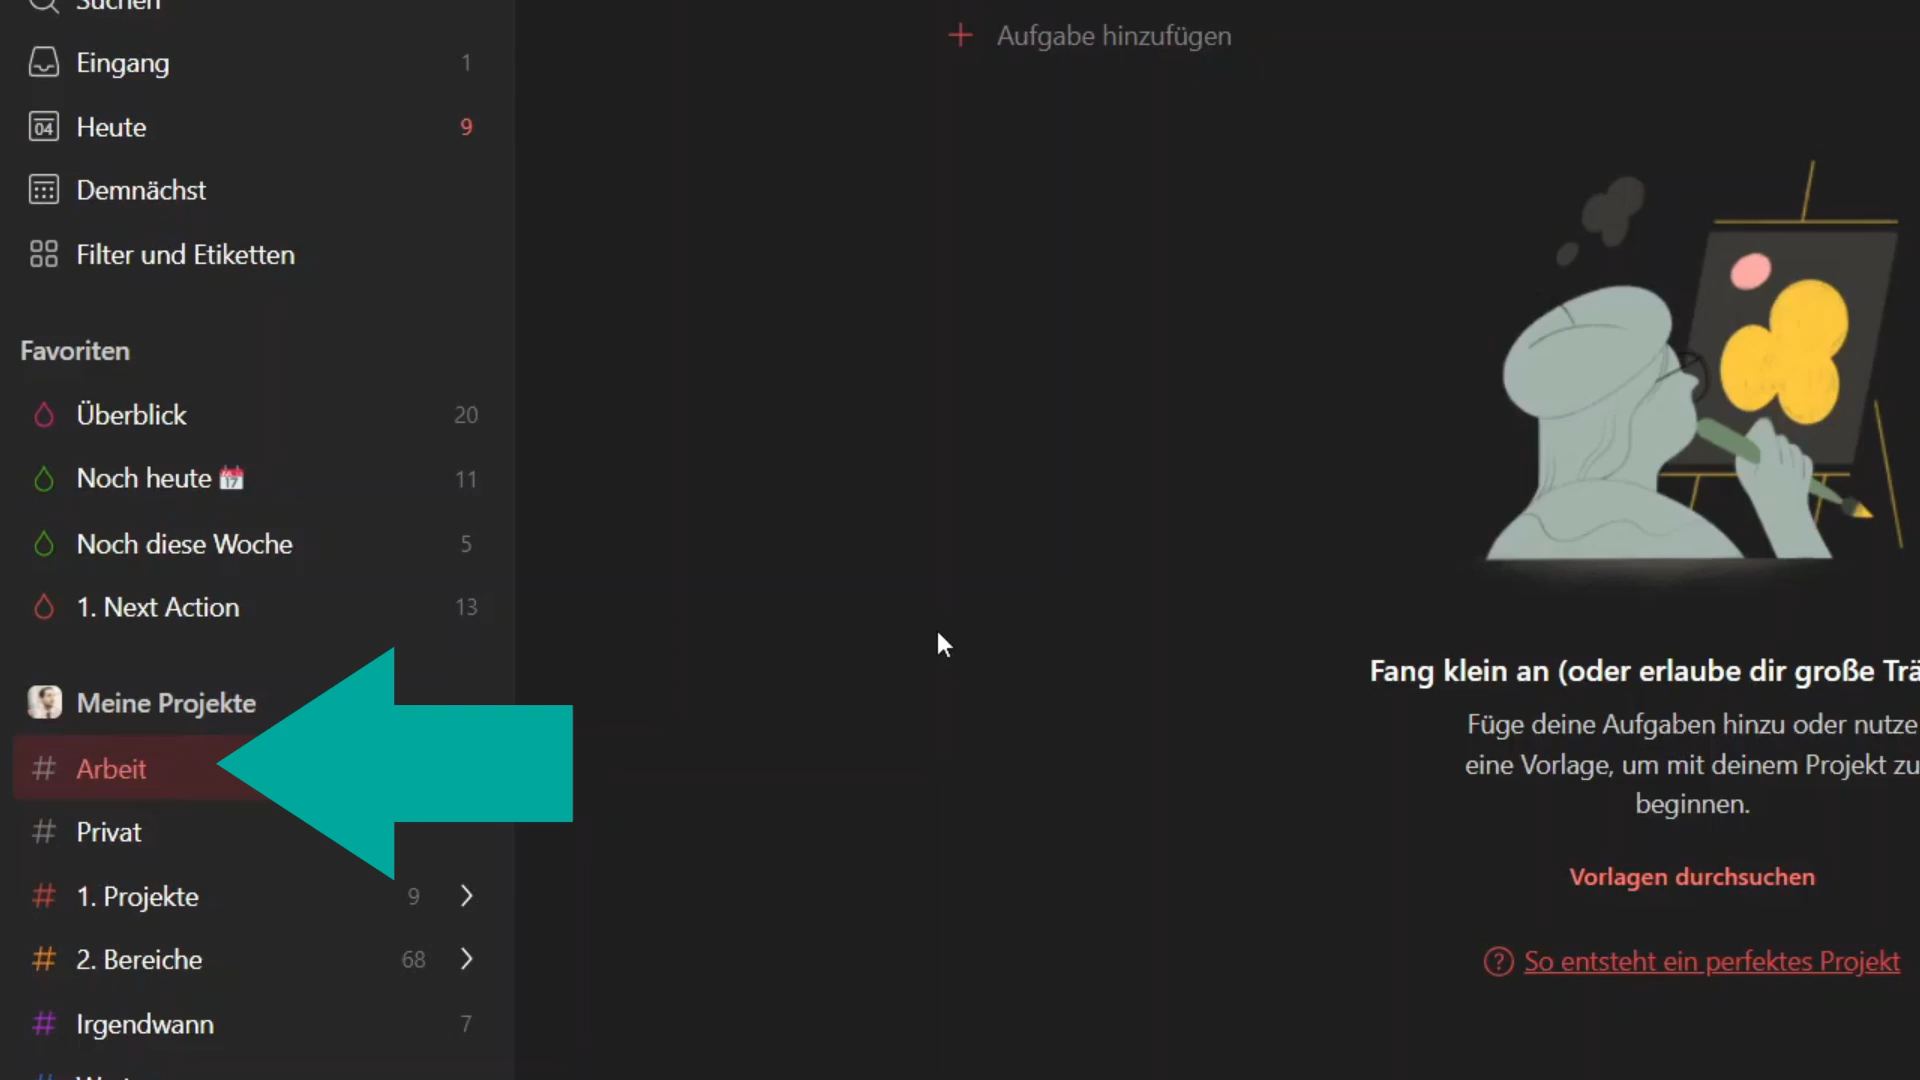 Suchen
Eingang 1
04 Heute 9
Demnächst
Filter und Etiketten
Favoriten
Überblick 20
Noch heute 📅 11
Noch diese Woche 5
1. Next Action 13
Meine Projekte
# Arbeit
# Privat
# 1. Projekte 9
# 2. Bereiche 68
# Irgendwann 7
+ Aufgabe hinzufügen
Fang klein an (oder erlaube dir große
Füge deine Aufgaben hinzu oder nutze
eine Vorlage, um mit deinem Projekt zu
beginnen.
Vorlagen durchsuchen
So entsteht ein perfektes Projekt